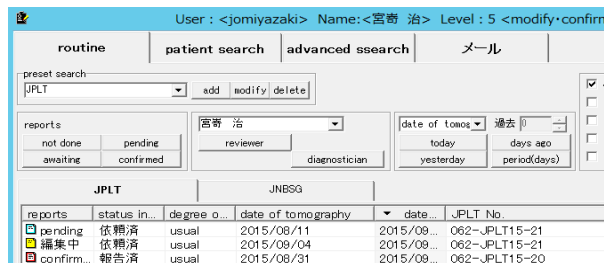 User : <jomiyazaki> Name:<宮嵜 治> Level : 5 <modify・confirm
routine patient search advanced ssearch メール
preset search
JPLT add modify delete
reports 宮嵜 治 date of tomog 過去 0
not done pending reviewer today days ago
awaiting confirmed diagnostician yesterday period(days)
JPLT JNBSG
reports status in... degree o... date of tomography date... JPLT No.
pending 依頼済 usual 2015/08/11 2015/09... 062-JPLT15-21
編集中 依頼済 usual 2015/09/04 2015/09... 062-JPLT15-21
confirm... 報告済 usual 2015/08/31 2015/09... 062-JPLT15-20